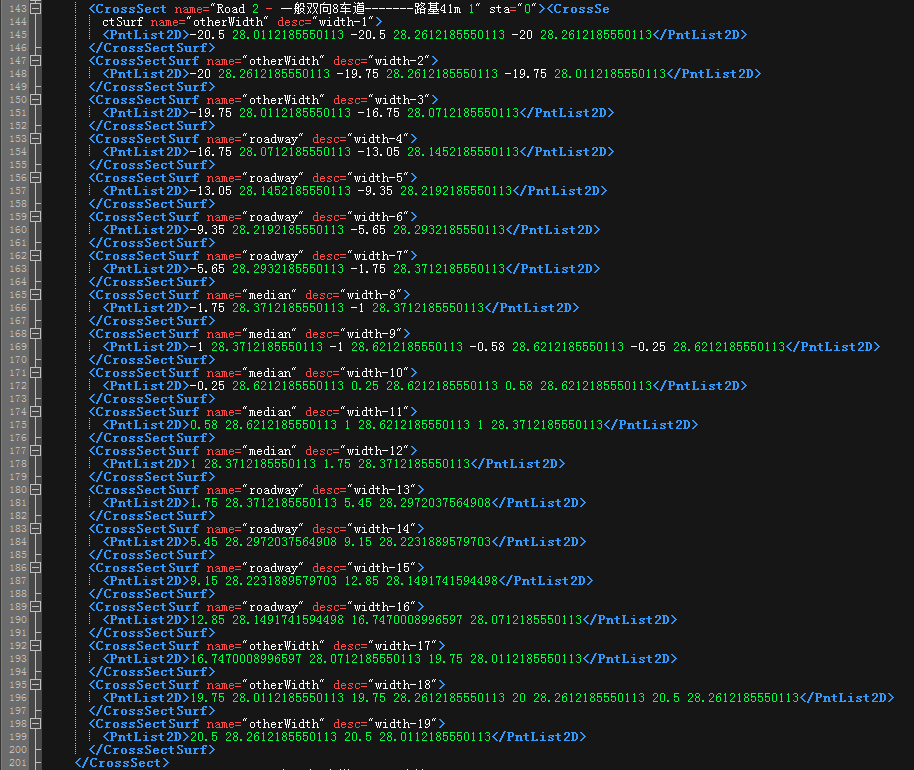 143 <CrossSect name="Road 2 - 一般双向8车道-------路基41m 1" sta="0"><CrossSe
144 ctSurf name="otherWidth" desc="width-1">
145 <PntList2D>-20.5 28.0112185550113 -20.5 28.2612185550113 -20 28.2612185550113</PntList2D>
146 </CrossSectSurf>
147 <CrossSectSurf name="otherWidth" desc="width-2">
148 <PntList2D>-20 28.2612185550113 -19.75 28.2612185550113 -19.75 28.0112185550113</PntList2D>
149 </CrossSectSurf>
150 <CrossSectSurf name="otherWidth" desc="width-3">
151 <PntList2D>-19.75 28.0112185550113 -16.75 28.0712185550113</PntList2D>
152 </CrossSectSurf>
153 <CrossSectSurf name="roadway" desc="width-4">
154 <PntList2D>-16.75 28.0712185550113 -13.05 28.1452185550113</PntList2D>
155 </CrossSectSurf>
156 <CrossSectSurf name="roadway" desc="width-5">
157 <PntList2D>-13.05 28.1452185550113 -9.35 28.2192185550113</PntList2D>
158 </CrossSectSurf>
159 <CrossSectSurf name="roadway" desc="width-6">
160 <PntList2D>-9.35 28.2192185550113 -5.65 28.2932185550113</PntList2D>
161 </CrossSectSurf>
162 <CrossSectSurf name="roadway" desc="width-7">
163 <PntList2D>-5.65 28.2932185550113 -1.75 28.3712185550113</PntList2D>
164 </CrossSectSurf>
165 <CrossSectSurf name="median" desc="width-8">
166 <PntList2D>-1.75 28.3712185550113 -1 28.3712185550113</PntList2D>
167 </CrossSectSurf>
168 <CrossSectSurf name="median" desc="width-9">
169 <PntList2D>-1 28.3712185550113 -1 28.6212185550113 -0.58 28.6212185550113 -0.25 28.6212185550113</PntList2D>
170 </CrossSectSurf>
171 <CrossSectSurf name="median" desc="width-10">
172 <PntList2D>-0.25 28.6212185550113 0.25 28.6212185550113 0.58 28.6212185550113</PntList2D>
173 </CrossSectSurf>
174 <CrossSectSurf name="median" desc="width-11">
175 <PntList2D>0.58 28.6212185550113 1 28.6212185550113 1 28.3712185550113</PntList2D>
176 </CrossSectSurf>
177 <CrossSectSurf name="median" desc="width-12">
178 <PntList2D>1 28.3712185550113 1.75 28.3712185550113</PntList2D>
179 </CrossSectSurf>
180 <CrossSectSurf name="roadway" desc="width-13">
181 <PntList2D>1.75 28.3712185550113 5.45 28.2972037564908</PntList2D>
182 </CrossSectSurf>
183 <CrossSectSurf name="roadway" desc="width-14">
184 <PntList2D>5.45 28.2972037564908 9.15 28.2231889579703</PntList2D>
185 </CrossSectSurf>
186 <CrossSectSurf name="roadway" desc="width-15">
187 <PntList2D>9.15 28.2231889579703 12.85 28.1491741594498</PntList2D>
188 </CrossSectSurf>
189 <CrossSectSurf name="roadway" desc="width-16">
190 <PntList2D>12.85 28.1491741594498 16.7470008996597 28.0712185550113</PntList2D>
191 </CrossSectSurf>
192 <CrossSectSurf name="otherWidth" desc="width-17">
193 <PntList2D>16.7470008996597 28.0712185550113 19.75 28.0112185550113</PntList2D>
194 </CrossSectSurf>
195 <CrossSectSurf name="otherWidth" desc="width-18">
196 <PntList2D>19.75 28.0112185550113 19.75 28.2612185550113 20 28.2612185550113 20.5 28.2612185550113</PntList2D>
197 </CrossSectSurf>
198 <CrossSectSurf name="otherWidth" desc="width-19">
199 <PntList2D>20.5 28.2612185550113 20.5 28.0112185550113</PntList2D>
200 </CrossSectSurf>
201 </CrossSect>